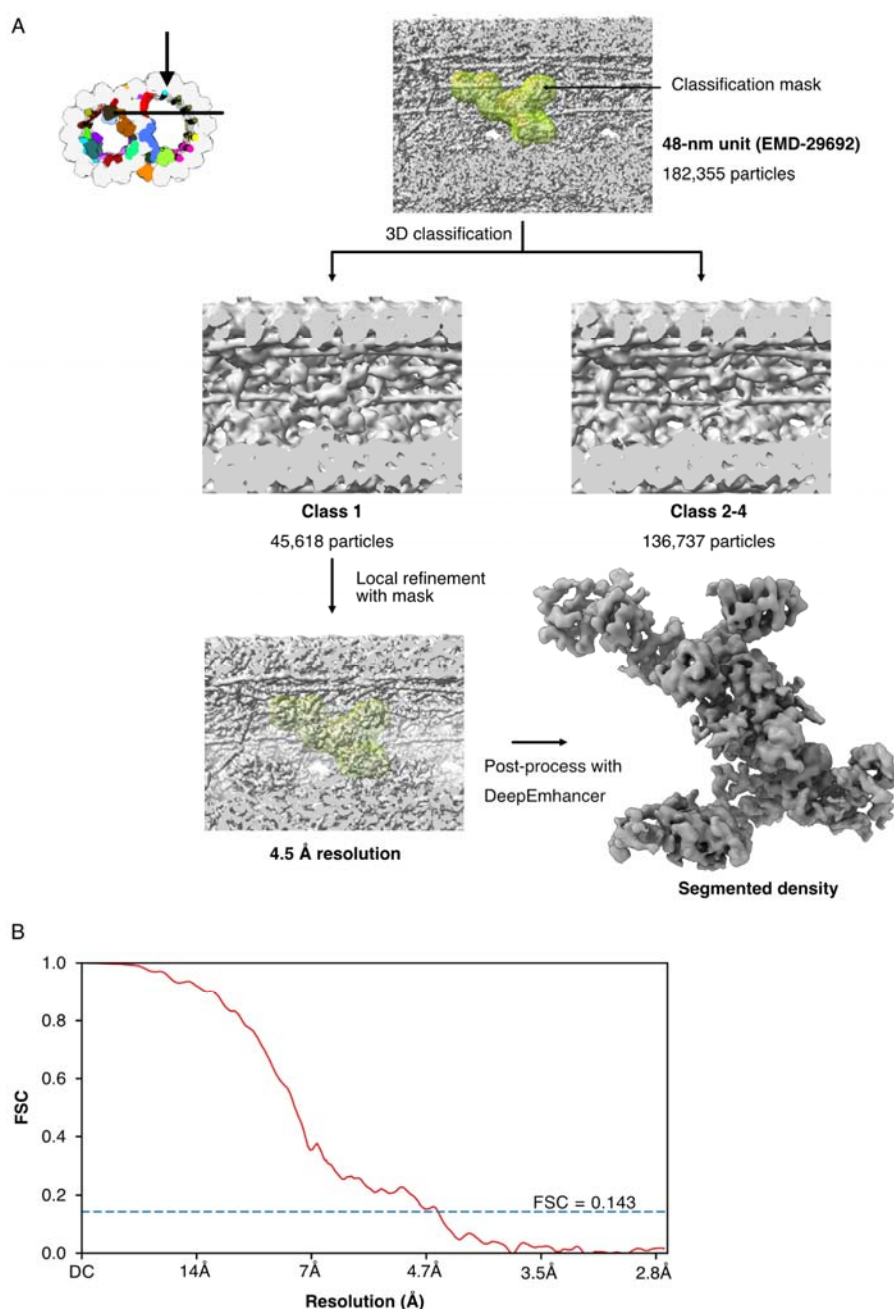 A
Classification mask
48-nm unit (EMD-29692)
182,355 particles
3D classification
Class 1
45,618 particles
Class 2-4
136,737 particles
Local refinement
with mask
4.5 Å resolution
Post-process with
DeepEmhancer
Segmented density
B
FSC
1.0
0.8
0.6
0.4
0.2
0.0
FSC = 0.143
DC
14Å
7Å
4.7Å
3.5Å
2.8Å
Resolution (Å)